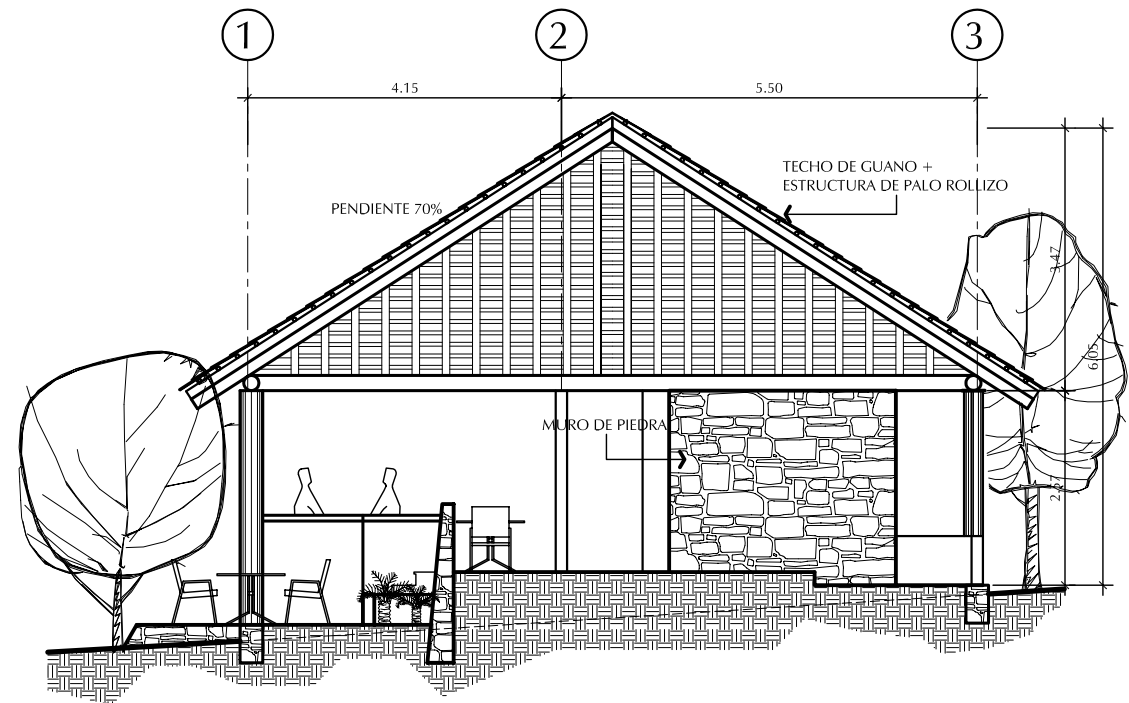 1
2
3
4.15
5.50
TECHO DE GUANO +
ESTRUCTURA DE PALO ROLLIZO
PENDIENTE 70%
3.47
6.05
MURO DE PIEDRA